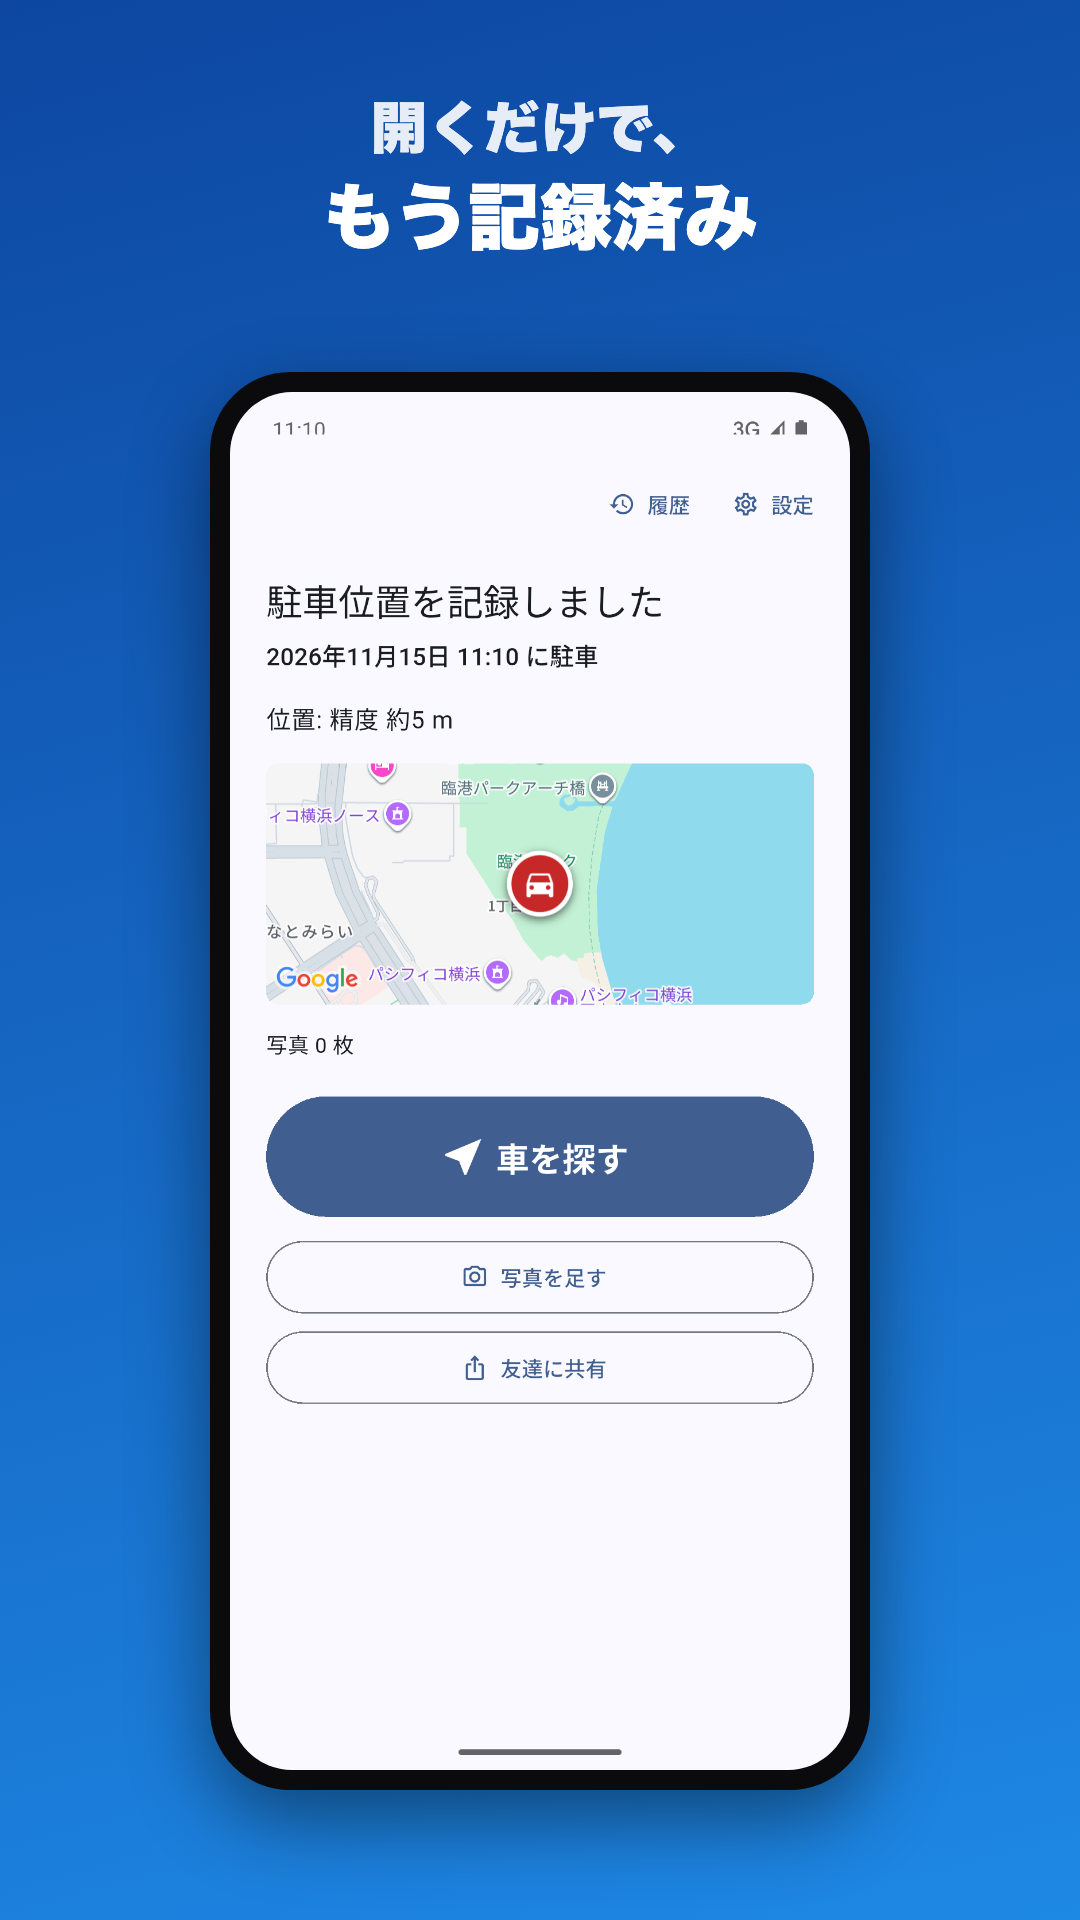 開くだけで、
もう記録済み
11:10
3G
履歴
設定
駐車位置を記録しました
2026年11月15日 11:10 に駐車
位置: 精度 約5 m
臨港パークアーチ橋
ィコ横浜ノース
1丁目
なとみらい
Google
パシフィコ横浜
パシフィコ横浜
写真 0 枚
車を探す
写真を足す
友達に共有